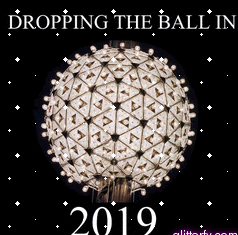 DROPPING THE BALL IN
2019
glitterfy.com